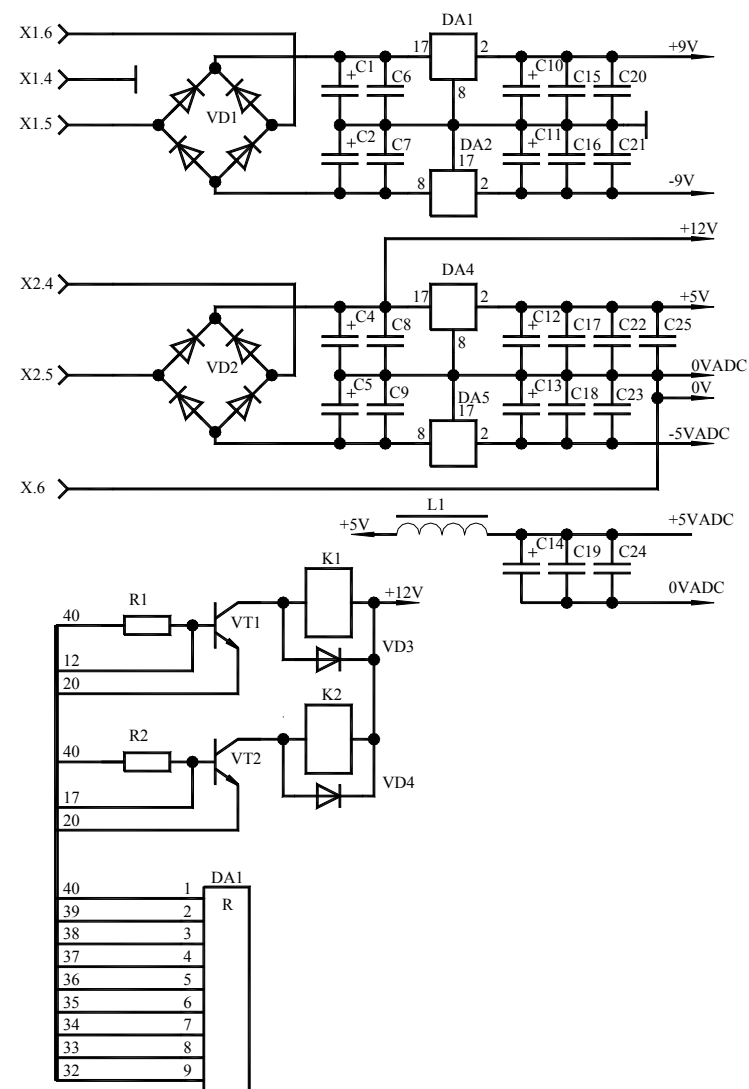 DA1
X1.6
17 2 +9V
+C1 C6 +C10 C15 C20
X1.4
8
VD1
X1.5
+C2 C7 DA2 +C11 C16 C21
17
8 2 -9V
+12V
DA4
X2.4
17 2 +5V
+C4 C8 +C12 C17 C22 C25
8
VD2
X2.5 0VADC
+C5 C9 DA5 +C13 C18 C23 0V
17
8 2 -5VADC
X.6
L1
+5V +5VADC
+C14 C19 C24
K1
+12V 0VADC
R1
40
VT1
VD3
12
20
K2
R2
40
VT2
VD4
17
20
DA1
40 1 R
39 2
38 3
37 4
36 5
35 6
34 7
33 8
32 9